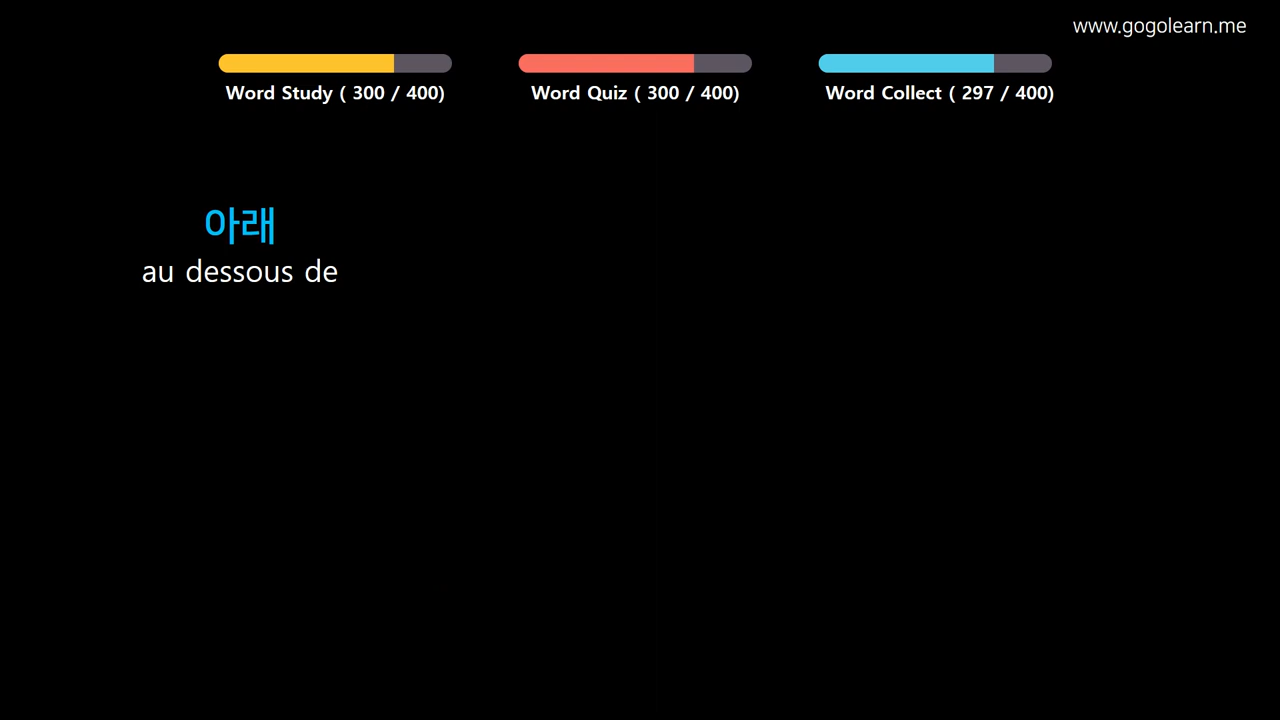 www.gogolearn.me
Word Study ( 300 / 400)
Word Quiz ( 300 / 400)
Word Collect ( 297 / 400)
아래
au dessous de